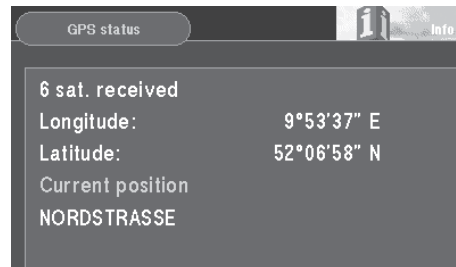 GPS status
Info
6 sat. received
Longitude: 9°53'37" E
Latitude: 52°06'58" N
Current position
NORDSTRASSE